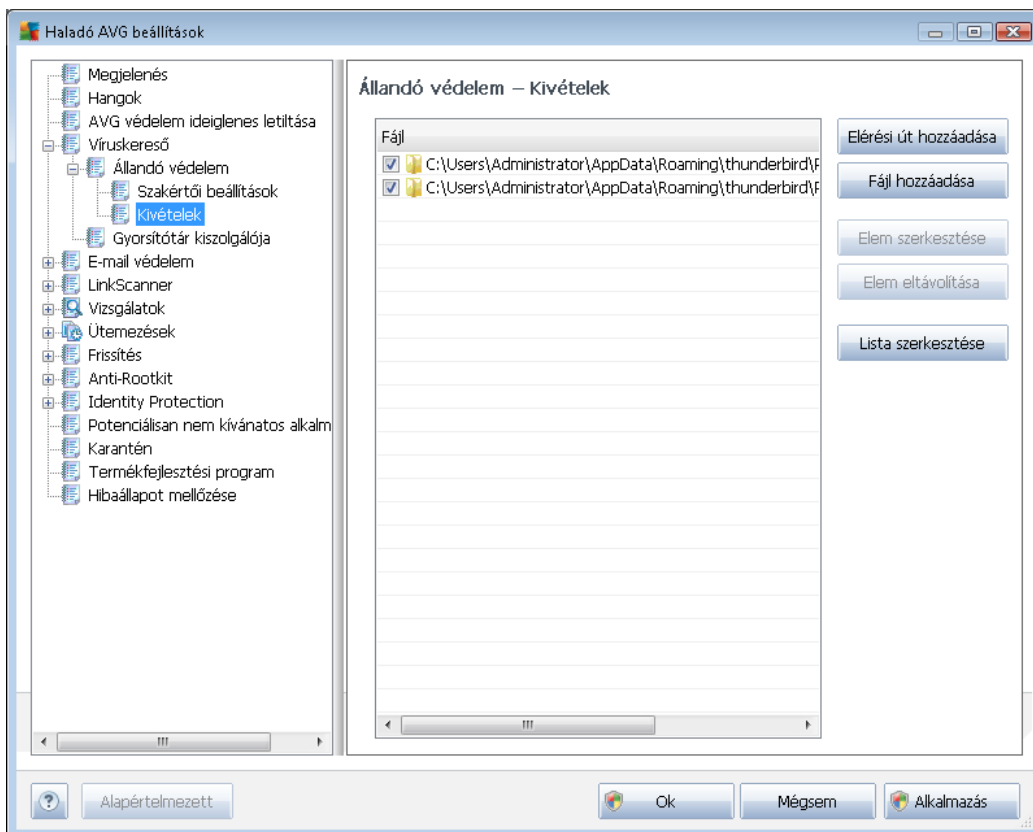 Haladó AVG beállítások
Megjelenés
Hangok
AVG védelem ideiglenes letiltása
Víruskereső
Állandó védelem
Szakértői beállítások
Kivételek
Gyorsítótár kiszolgálója
E-mail védelem
LinkScanner
Vizsgálatok
Ütemezések
Frissítés
Anti-Rootkit
Identity Protection
Potenciálisan nem kívánatos alkalm
Karantén
Termékfejlesztési program
Hibaállapot mellőzése
Állandó védelem – Kivételek
Fájl
C:\Users\Administrator\AppData\Roaming\thunderbird\P
C:\Users\Administrator\AppData\Roaming\thunderbird\P
Elérési út hozzáadása
Fájl hozzáadása
Elem szerkesztése
Elem eltávolítása
Lista szerkesztése
Alapértelmezett
Ok
Mégsem
Alkalmazás